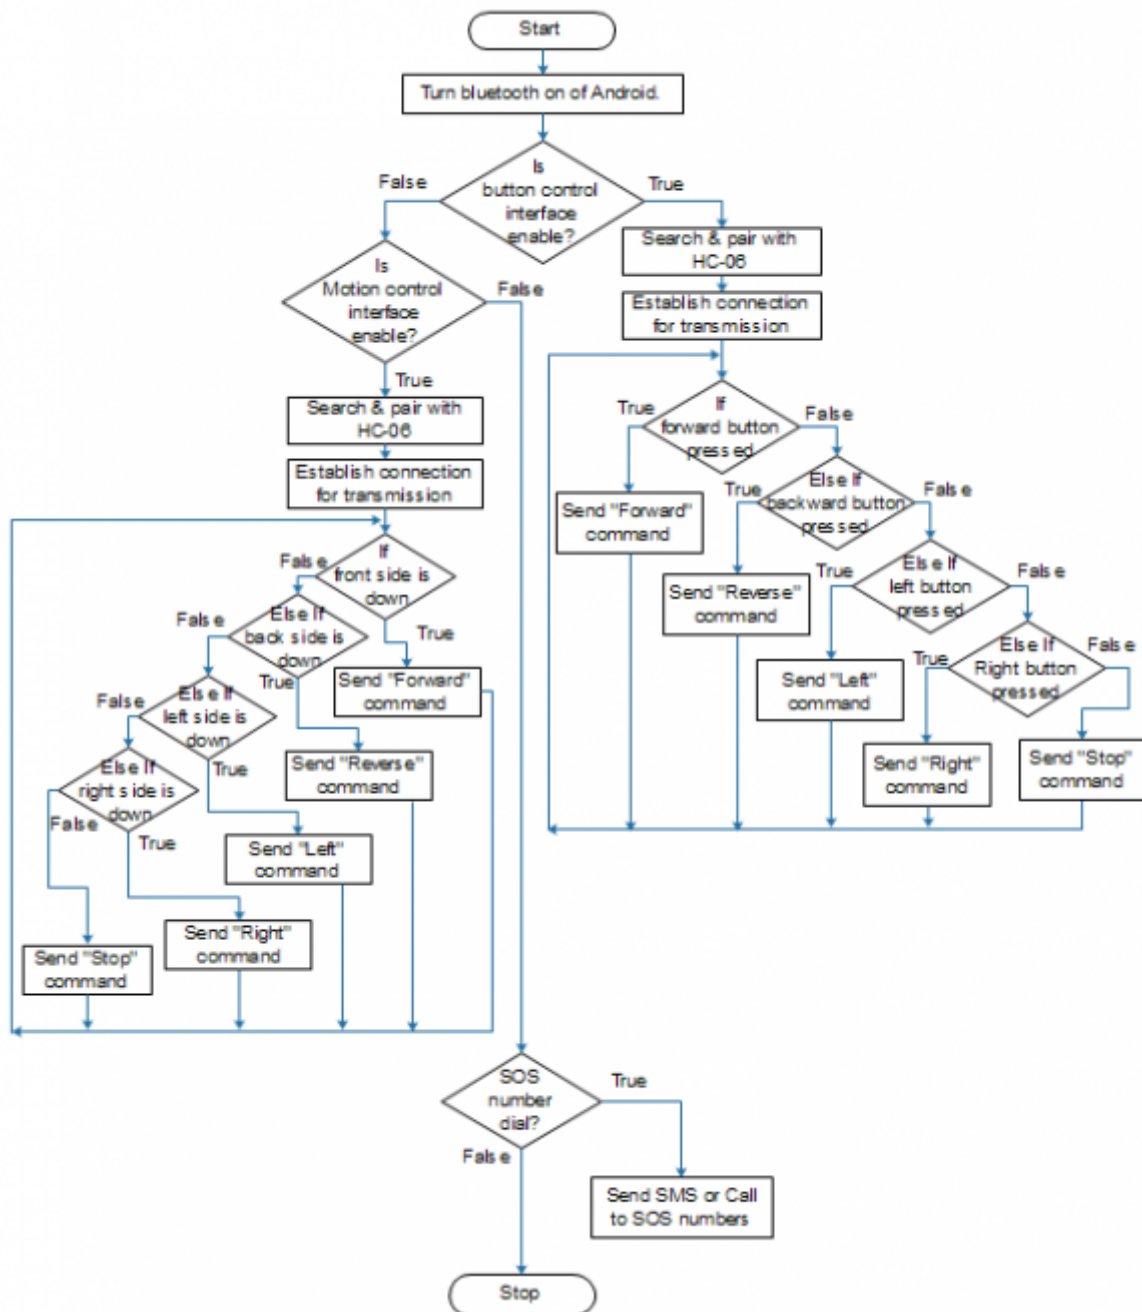 Start
Turn bluetooth on of Android.
Is
button control
interface
enable?
False
True
Search & pair with
HC-06
Establish connection
for transmission
Is
Motion control
interface
enable?
False
True
Search & pair with
HC-06
Establish connection
for transmission
If
forward button
pressed
True
False
Send "Forward"
command
Else If
backward button
pressed
True
False
Send "Reverse"
command
Else If
left button
pressed
True
False
Send "Left"
command
Else If
Right button
pressed
True
False
Send "Right"
command
Send "Stop"
command
If
front side is
down
False
True
Send "Forward"
command
Else If
back side is
down
False
True
Send "Reverse"
command
Else If
left side is
down
False
True
Send "Left"
command
Else If
right side is
down
False
True
Send "Right"
command
Send "Stop"
command
SOS
number
dial?
True
False
Send SMS or Call
to SOS numbers
Stop